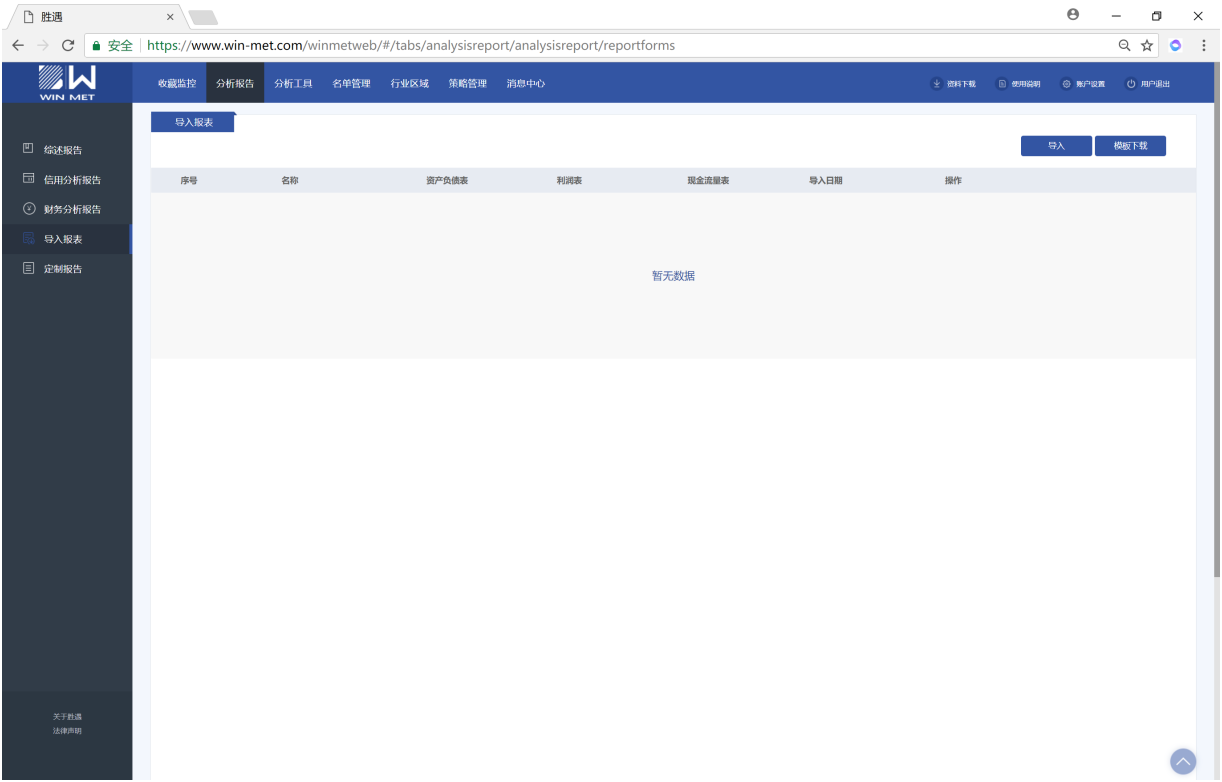 胜遇
安全 https://www.win-met.com/winmetweb/#/tabs/analysisreport/analysisreport/reportforms
WIN MET
收藏监控 分析报告 分析工具 名单管理 行业区域 策略管理 消息中心 资料下载 使用说明 账户设置 用户退出
导入报表
导入 模板下载
综述报告
信用分析报告
财务分析报告
导入报表
定制报告
序号 名称 资产负债表 利润表 现金流量表 导入日期 操作
暂无数据
关于胜遇
法律声明